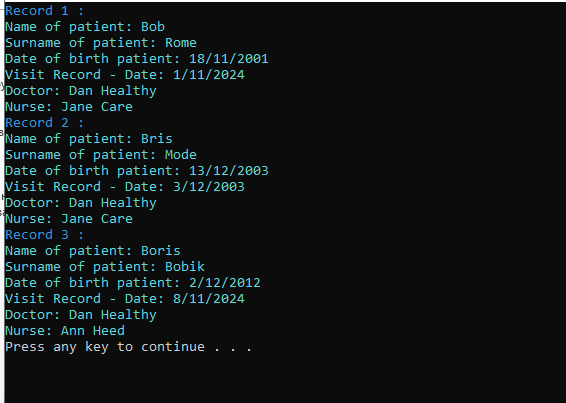 Record 1 :
Name of patient: Bob
Surname of patient: Rome
Date of birth patient: 18/11/2001
Visit Record - Date: 1/11/2024
Doctor: Dan Healthy
Nurse: Jane Care
Record 2 :
Name of patient: Bris
Surname of patient: Mode
Date of birth patient: 13/12/2003
Visit Record - Date: 3/12/2003
Doctor: Dan Healthy
Nurse: Jane Care
Record 3 :
Name of patient: Boris
Surname of patient: Bobik
Date of birth patient: 2/12/2012
Visit Record - Date: 8/11/2024
Doctor: Dan Healthy
Nurse: Ann Heed
Press any key to continue . . .